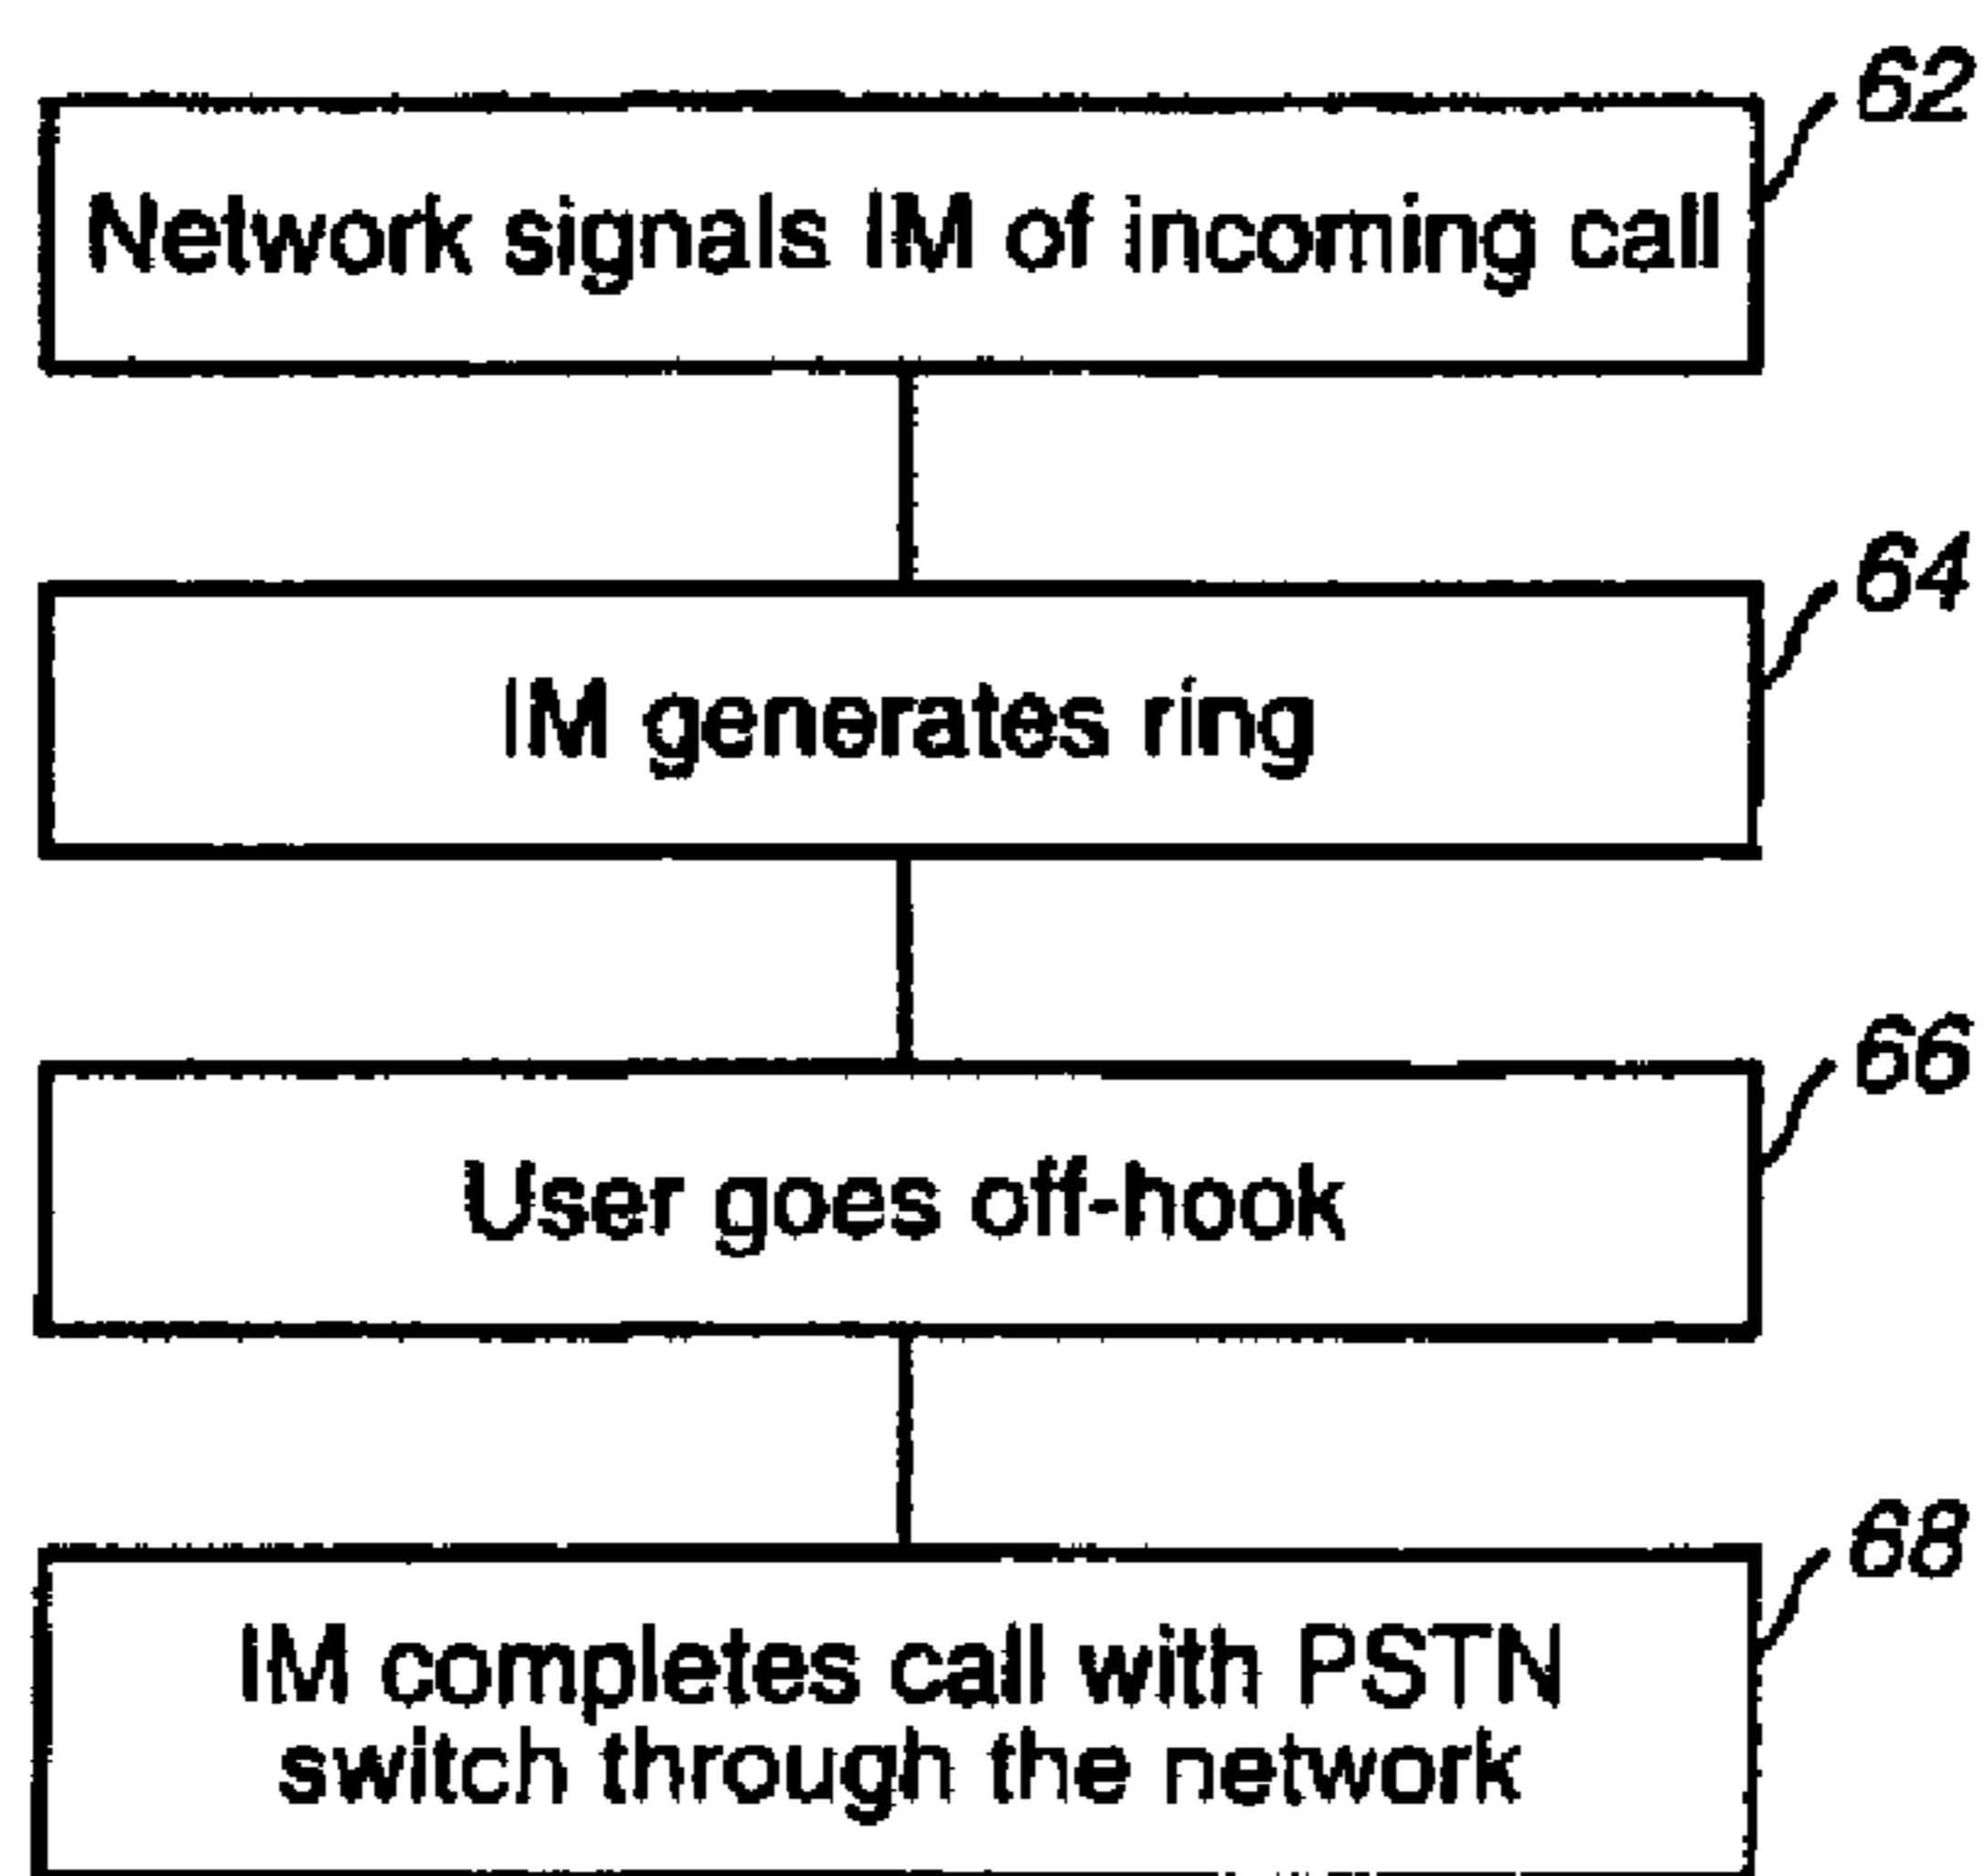 62
Network signals IM of incoming call
64
IM generates ring
66
User goes off-hook
68
IM completes call with PSTN
switch through the network